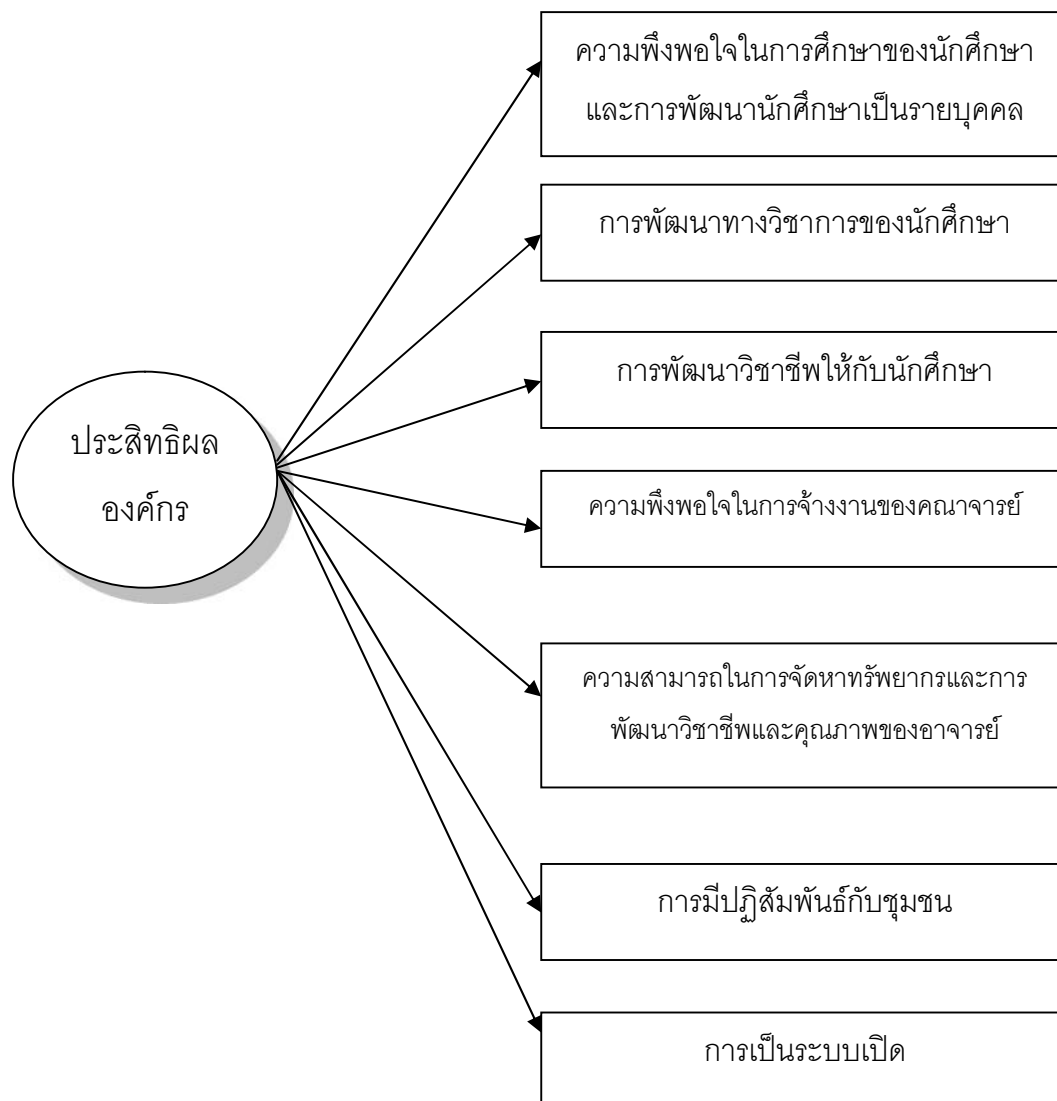 ความพึงพอใจในการศึกษาของนักศึกษา
และการพัฒนานักศึกษาเป็นรายบุคคล
การพัฒนาทางวิชาการของนักศึกษา
การพัฒนาวิชาชีพให้กับนักศึกษา
ประสิทธิผล
องค์กร
ความพึงพอใจในการจ้างงานของคณาจารย์
ความสามารถในการจัดหาทรัพยากรและการ
พัฒนาวิชาชีพและคุณภาพของอาจารย์
การมีปฏิสัมพันธ์กับชุมชน
การเป็นระบบเปิด